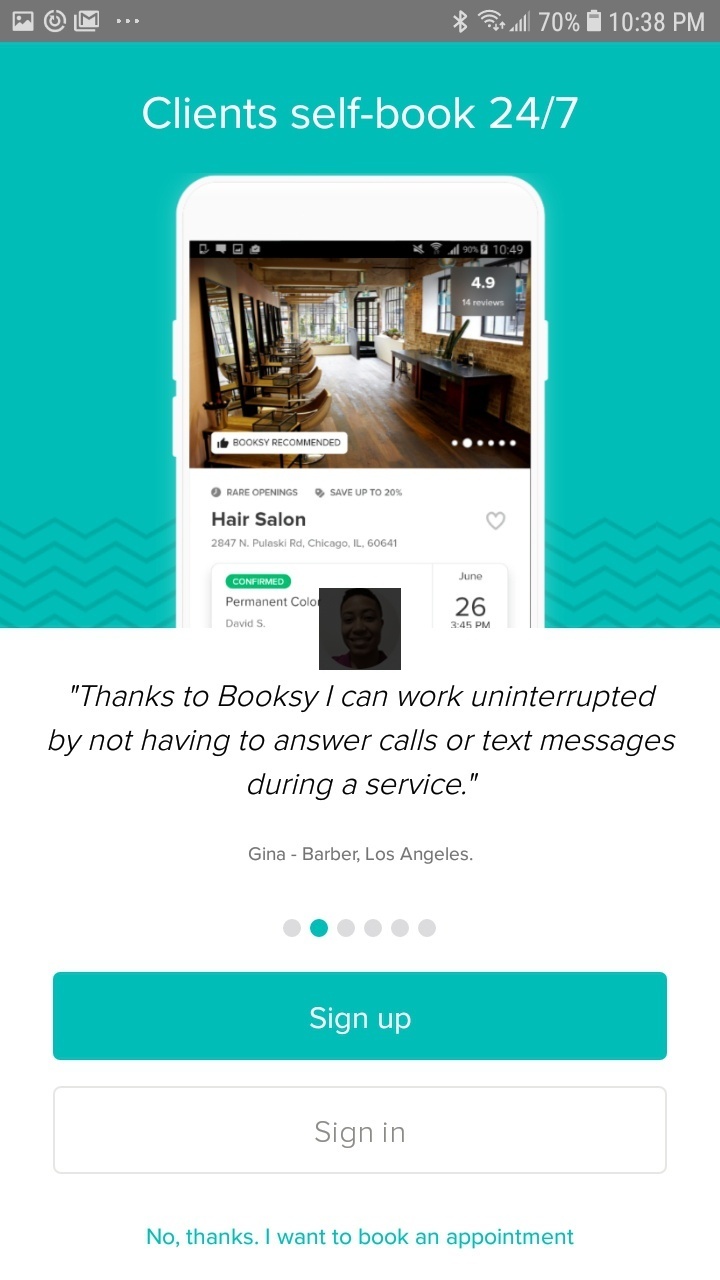 70% 10:38 PM
Clients self-book 24/7
90% 10:49
4.9
14 reviews
BOOKSY RECOMMENDED
RARE OPENINGS SAVE UP TO 20%
Hair Salon
2847 N. Pulaski Rd, Chicago, IL, 60641
CONFIRMED June
Permanent Colo 26
David S. 3:45 PM
"Thanks to Booksy I can work uninterrupted
by not having to answer calls or text messages
during a service."
Gina - Barber, Los Angeles.
Sign up
Sign in
No, thanks. I want to book an appointment